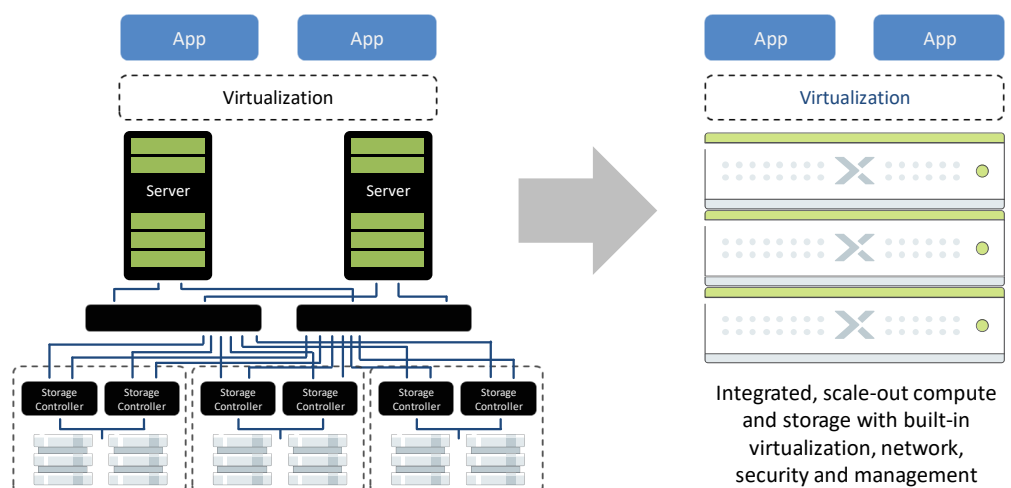 App
App
Virtualization
Server
Server
Storage
Controller
Storage
Controller
Storage
Controller
Storage
Controller
Storage
Controller
Storage
Controller
App
App
Virtualization
Integrated, scale-out compute
and storage with built-in
virtualization, network,
security and management